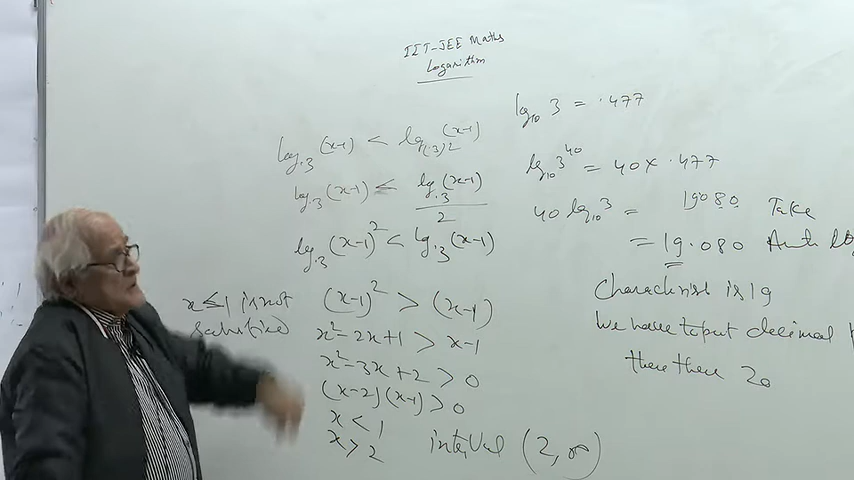 IIT-JEE Maths
Logarithm
log.3 (x-1) < log(.3)² (x-1)
log.3 (x-1) < log.3 (x-1) / 2
log.3 (x-1)² < log.3 (x-1)
x ≤ 1 is not
(x-1)² > (x-1)
x²-2x+1 > x-1
x²-3x+2 > 0
(x-2)(x-1) > 0
x < 1
x > 2
interval (2, ∞)
log10 3 = .477
log10 3⁴⁰ = 40 x .477
40 log10 3 = 19080 Take
= 19.080 Anti log
Characteristic is 19
We have to put decimal
there there 20